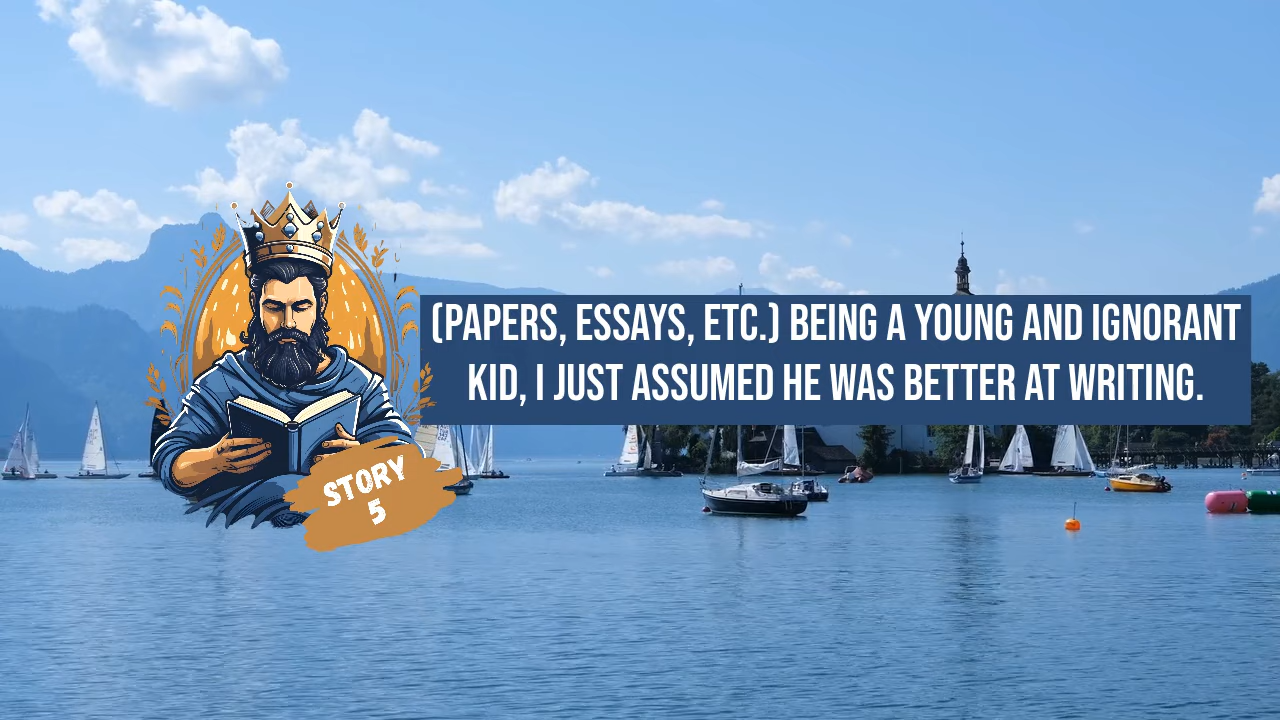 (PAPERS, ESSAYS, ETC.) BEING A YOUNG AND IGNORANT
KID, I JUST ASSUMED HE WAS BETTER AT WRITING.
STORY
5